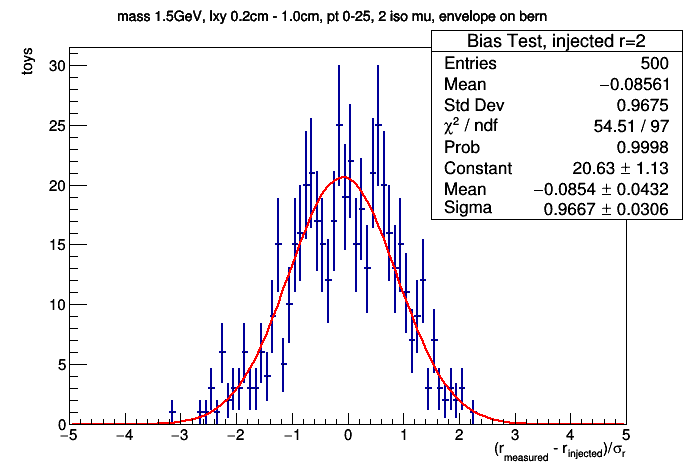 mass 1.5GeV, lxy 0.2cm - 1.0cm, pt 0-25, 2 iso mu, envelope on bern
Bias Test, injected r=2
Entries 500
Mean −0.08561
Std Dev 0.9675
χ² / ndf 54.51 / 97
Prob 0.9998
Constant 20.63 ± 1.13
Mean −0.0854 ± 0.0432
Sigma 0.9667 ± 0.0306
toys
30
25
20
15
10
5
0
−5 −4 −3 −2 −1 0 1 2 3 4 5
(r_measured - r_injected)/σ_r